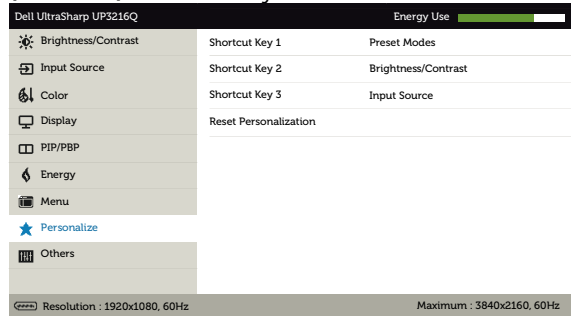 Dell UltraSharp UP3216Q Energy Use
Brightness/Contrast Shortcut Key 1 Preset Modes
Input Source Shortcut Key 2 Brightness/Contrast
Color Shortcut Key 3 Input Source
Display Reset Personalization
PIP/PBP
Energy
Menu
Personalize
Others
Resolution : 1920x1080, 60Hz Maximum : 3840x2160, 60Hz